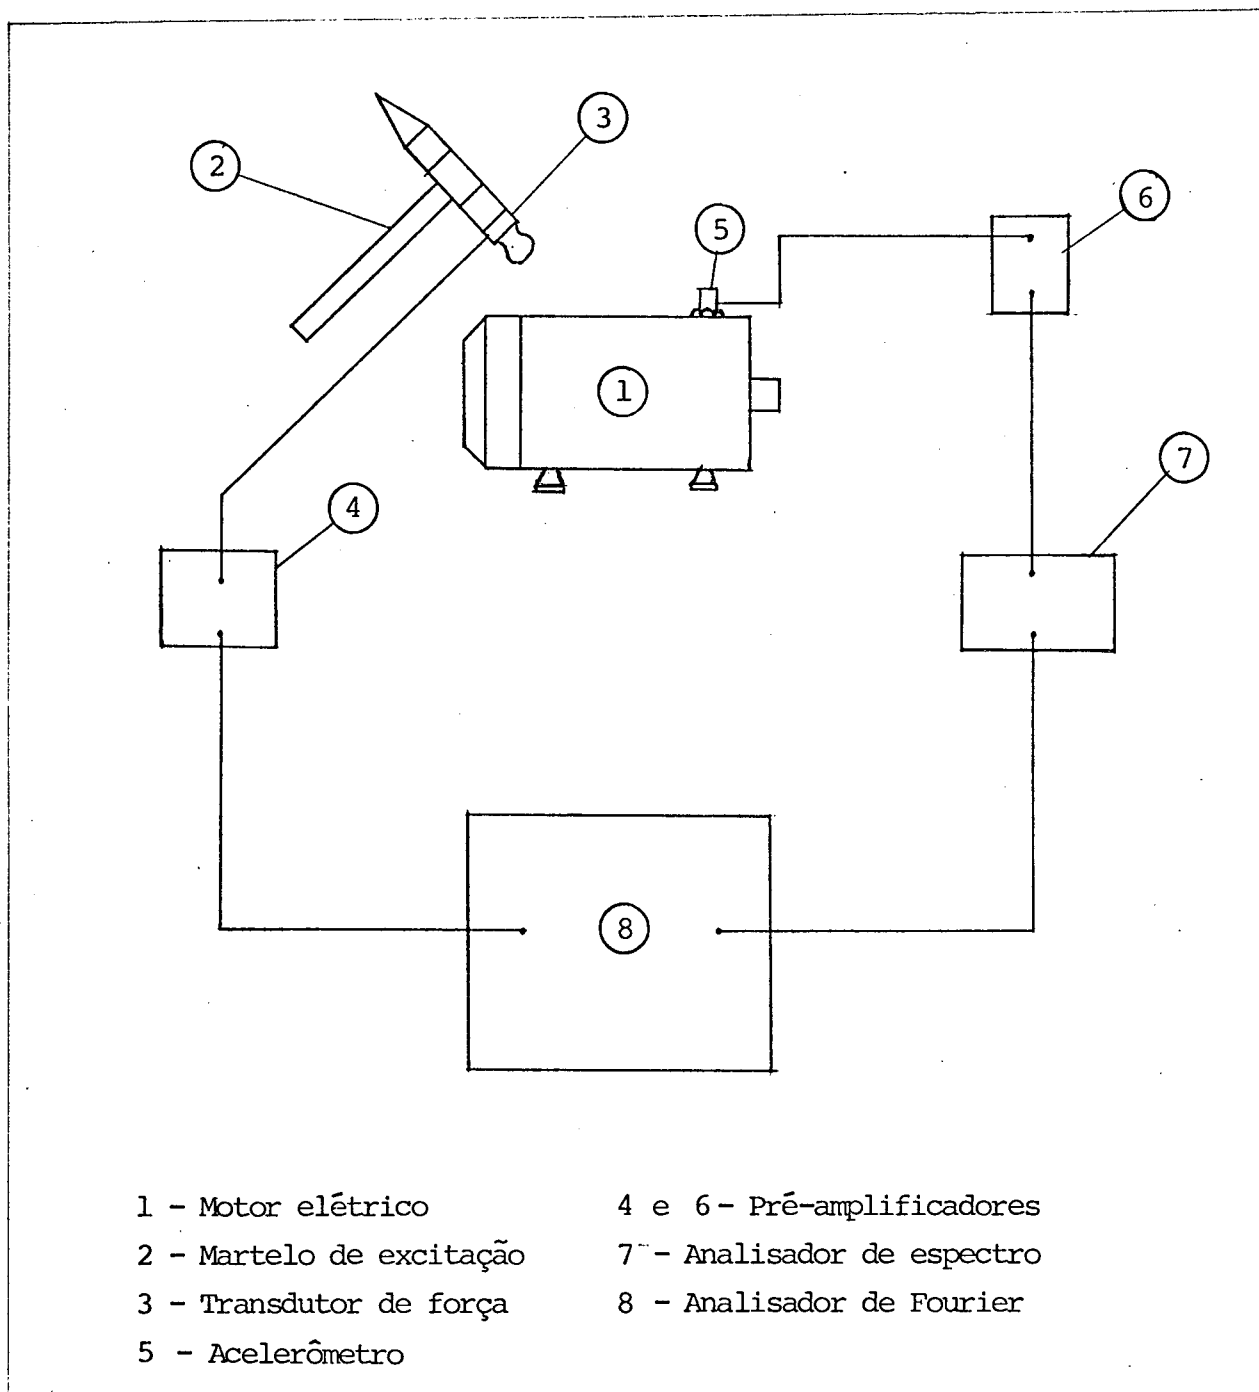 3
2
6
5
1
7
4
8
1 - Motor elétrico
2 - Martelo de excitação
3 - Transdutor de força
5 - Acelerômetro
4 e 6- Pré-amplificadores
7 - Analisador de espectro
8 - Analisador de Fourier